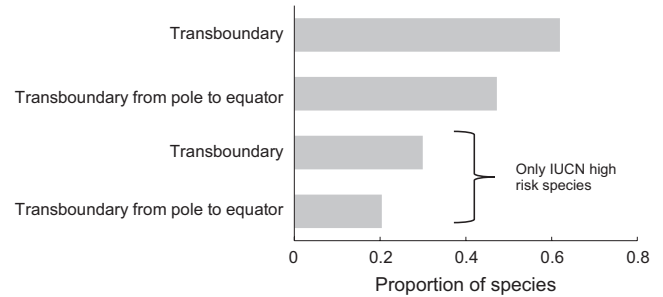 Transboundary
Transboundary from pole to equator
Transboundary
Only IUCN high
risk species
Transboundary from pole to equator
0 0.2 0.4 0.6 0.8
Proportion of species